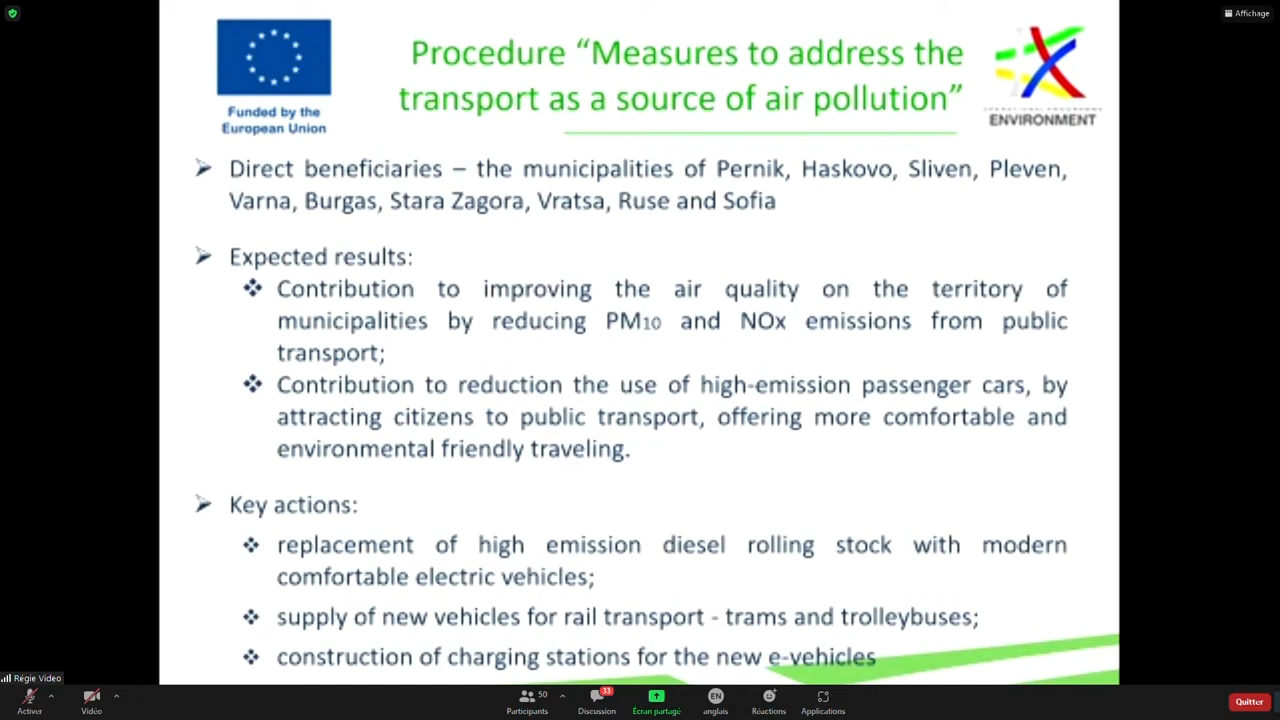 Affichage
Funded by the
European Union
Procedure “Measures to address the
transport as a source of air pollution”
OPERATIONAL PROGRAMME
ENVIRONMENT
➢ Direct beneficiaries – the municipalities of Pernik, Haskovo, Sliven, Pleven,
Varna, Burgas, Stara Zagora, Vratsa, Ruse and Sofia
➢ Expected results:
❖ Contribution to improving the air quality on the territory of
municipalities by reducing PM10 and NOx emissions from public
transport;
❖ Contribution to reduction the use of high-emission passenger cars, by
attracting citizens to public transport, offering more comfortable and
environmental friendly traveling.
➢ Key actions:
❖ replacement of high emission diesel rolling stock with modern
comfortable electric vehicles;
❖ supply of new vehicles for rail transport - trams and trolleybuses;
❖ construction of charging stations for the new e-vehicles
Régie Video
Activer
Vidéo
50
Participants
33
Discussion
Écran partagé
EN
anglais
Réactions
Applications
Quitter